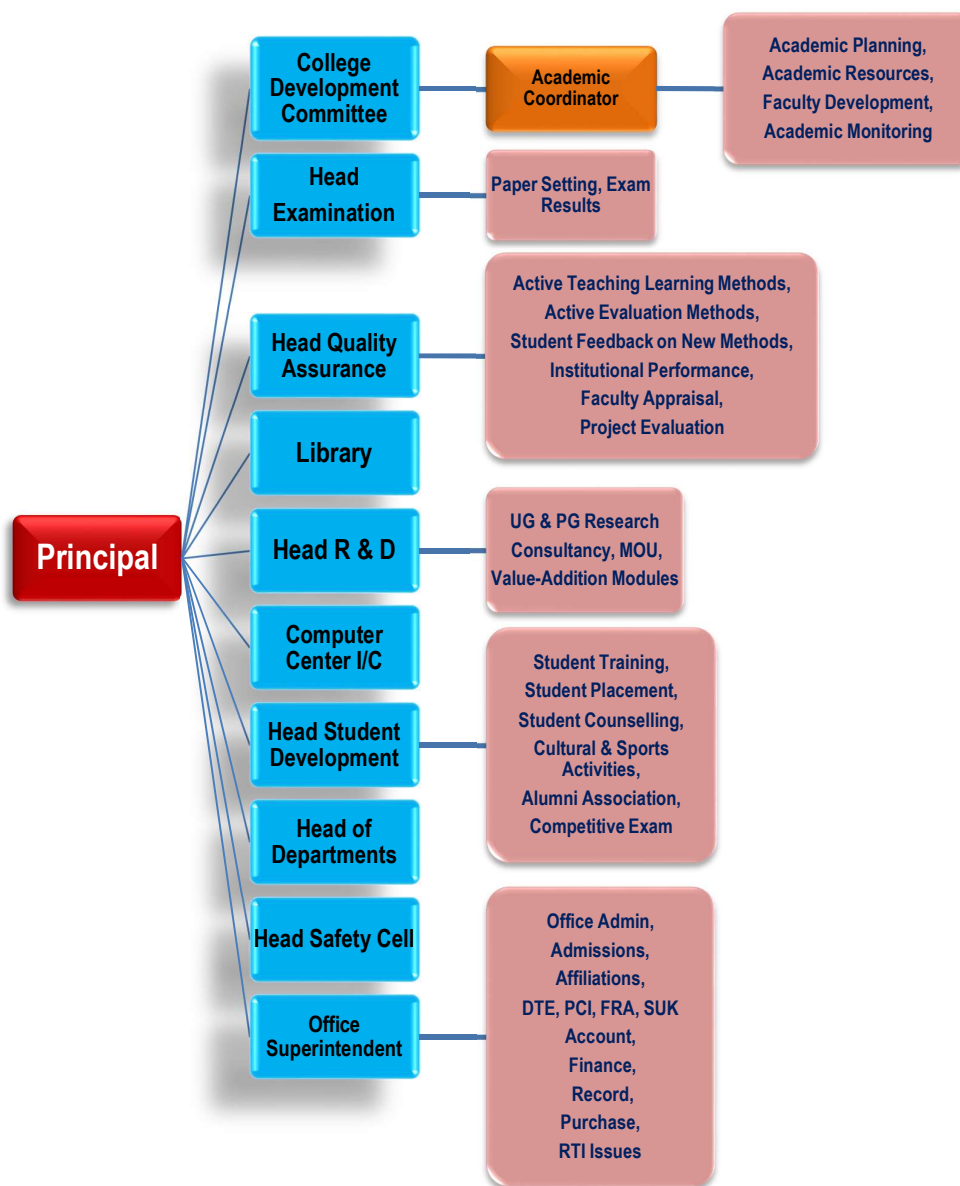 Principal
College
Development
Committee
Academic
Coordinator
Academic Planning,
Academic Resources,
Faculty Development,
Academic Monitoring
Head
Examination
Paper Setting, Exam
Results
Head Quality
Assurance
Active Teaching Learning Methods,
Active Evaluation Methods,
Student Feedback on New Methods,
Institutional Performance,
Faculty Appraisal,
Project Evaluation
Library
Head R & D
UG & PG Research
Consultancy, MOU,
Value-Addition Modules
Computer
Center I/C
Head Student
Development
Student Training,
Student Placement,
Student Counselling,
Cultural & Sports
Activities,
Alumni Association,
Competitive Exam
Head of
Departments
Head Safety Cell
Office
Superintendent
Office Admin,
Admissions,
Affiliations,
DTE, PCI, FRA, SUK
Account,
Finance,
Record,
Purchase,
RTI Issues